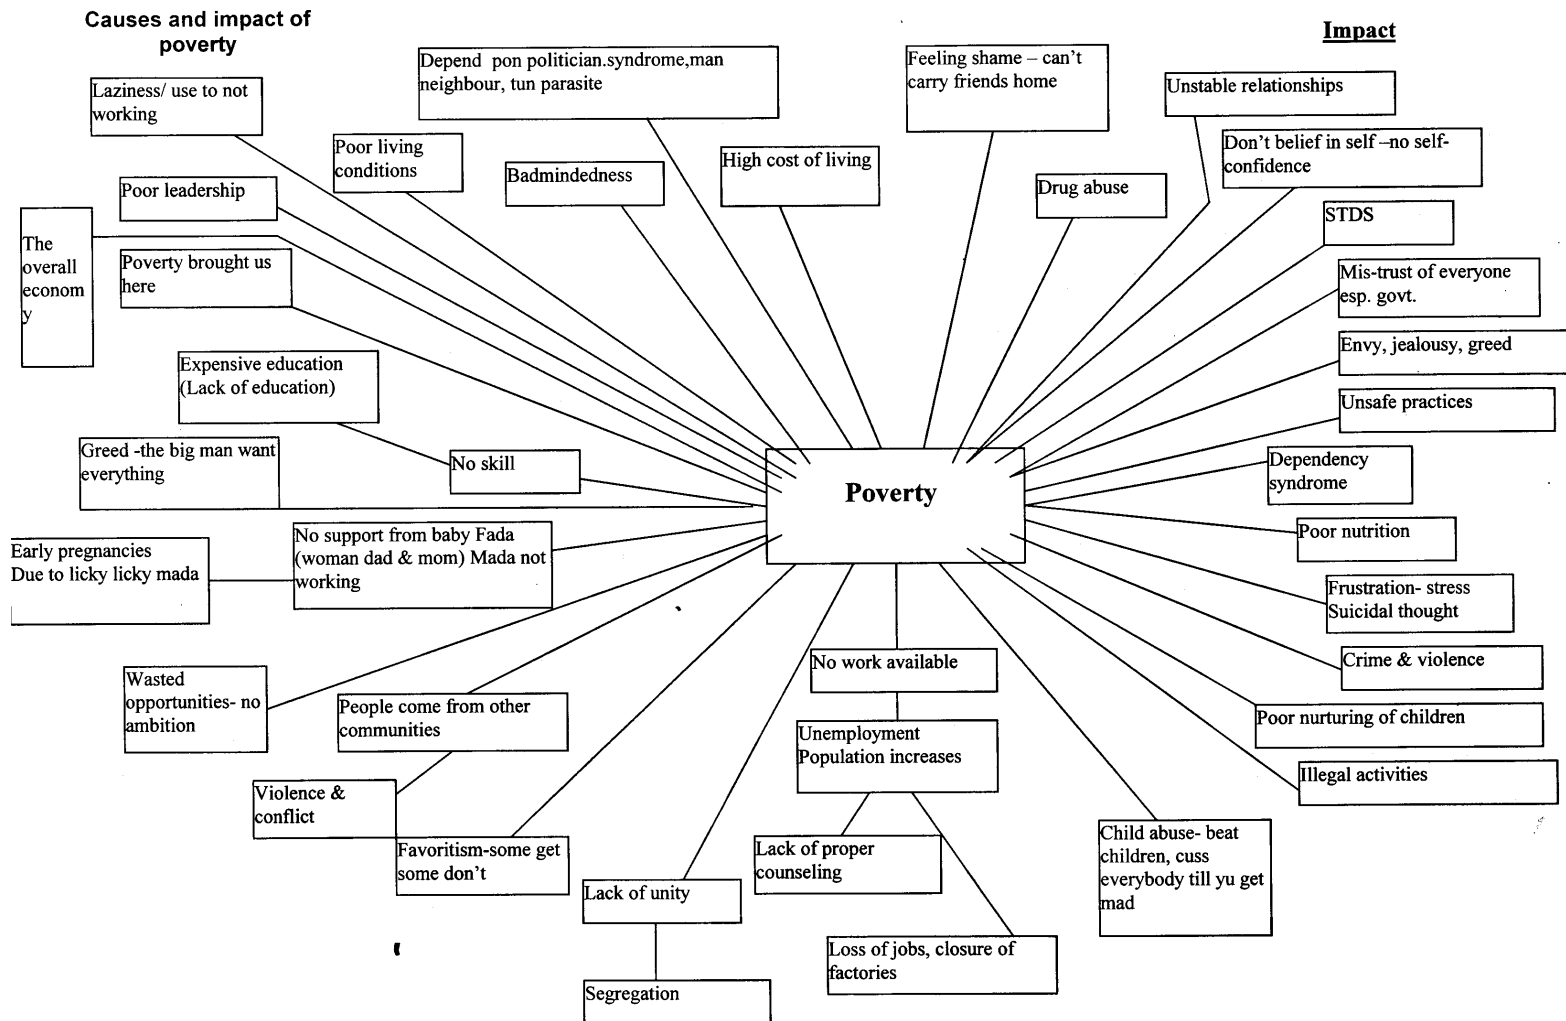 Causes and impact of
poverty
Impact
Depend pon politician.syndrome,man
neighbour, tun parasite
Feeling shame – can't
carry friends home
Laziness/ use to not
working
Unstable relationships
Poor living
conditions
Badmindedness
High cost of living
Drug abuse
Don't belief in self –no self-
confidence
Poor leadership
STDS
The
overall
econom
y
Poverty brought us
here
Mis-trust of everyone
esp. govt.
Expensive education
(Lack of education)
Envy, jealousy, greed
Unsafe practices
Greed -the big man want
everything
No skill
Poverty
Dependency
syndrome
Early pregnancies
Due to licky licky mada
No support from baby Fada
(woman dad & mom) Mada not
working
Poor nutrition
Frustration- stress
Suicidal thought
Wasted
opportunities- no
ambition
People come from other
communities
No work available
Crime & violence
Unemployment
Population increases
Poor nurturing of children
Illegal activities
Violence &
conflict
Favoritism-some get
some don't
Lack of unity
Lack of proper
counseling
Child abuse- beat
children, cuss
everybody till yu get
mad
Loss of jobs, closure of
factories
Segregation